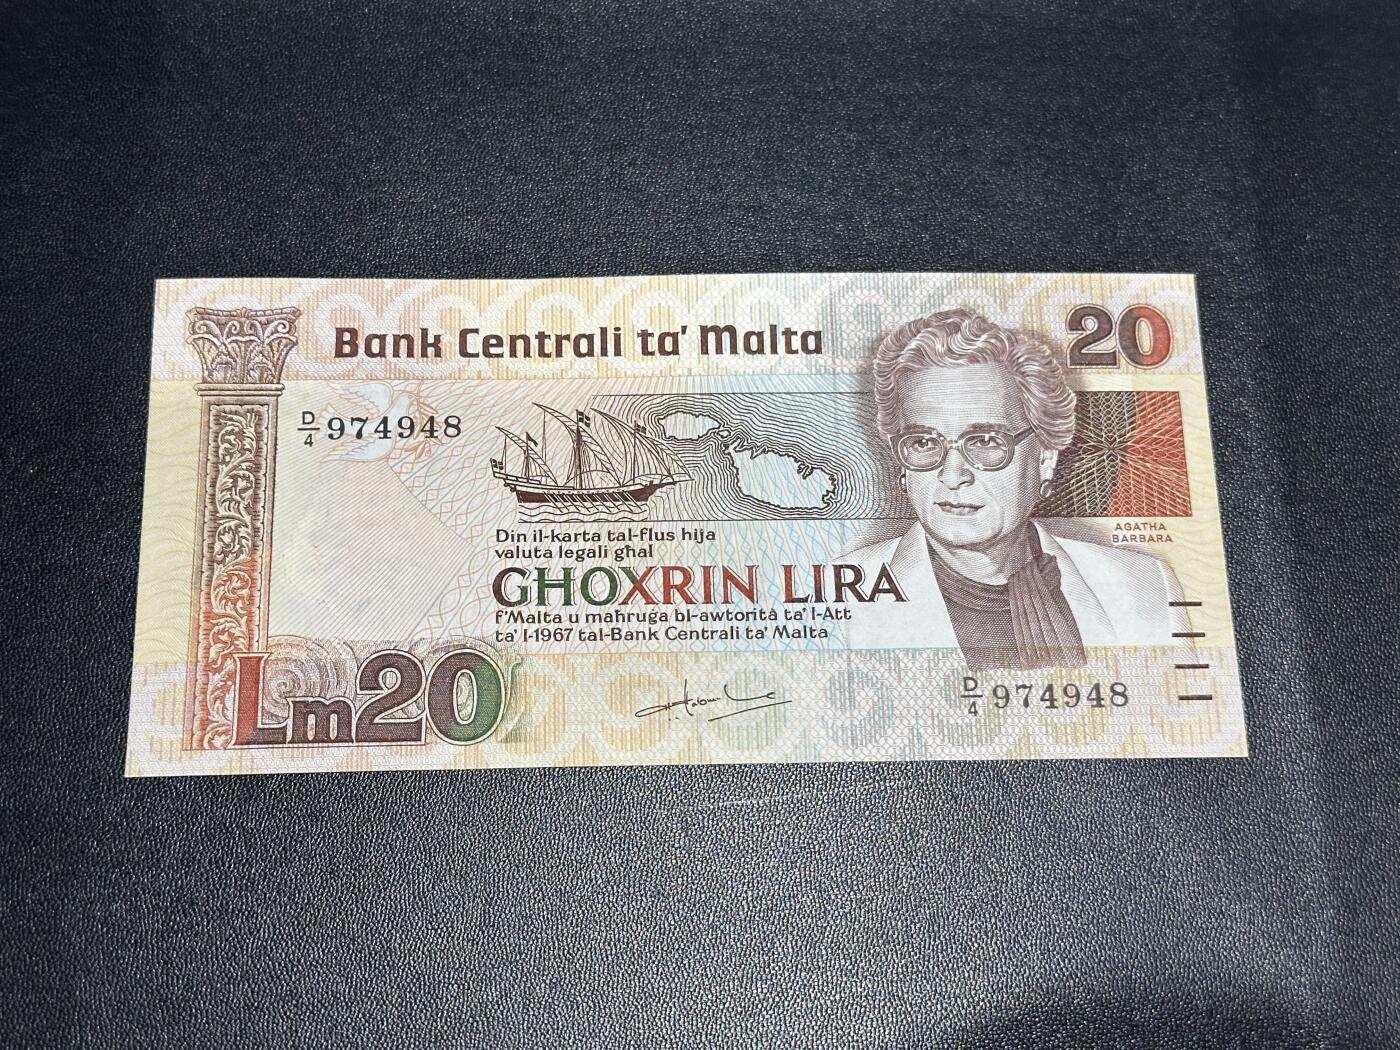 Bank Centrali ta' Malta
20
D/4 974948
AGATHA
BARBARA
Din il-karta tal-flus hija
valuta legali għal
GĦOXRIN LIRA
f'Malta u maħruġa bl-awtorità ta' l-Att
ta' l-1967 tal-Bank Centrali ta' Malta
Lm20
D/4 974948